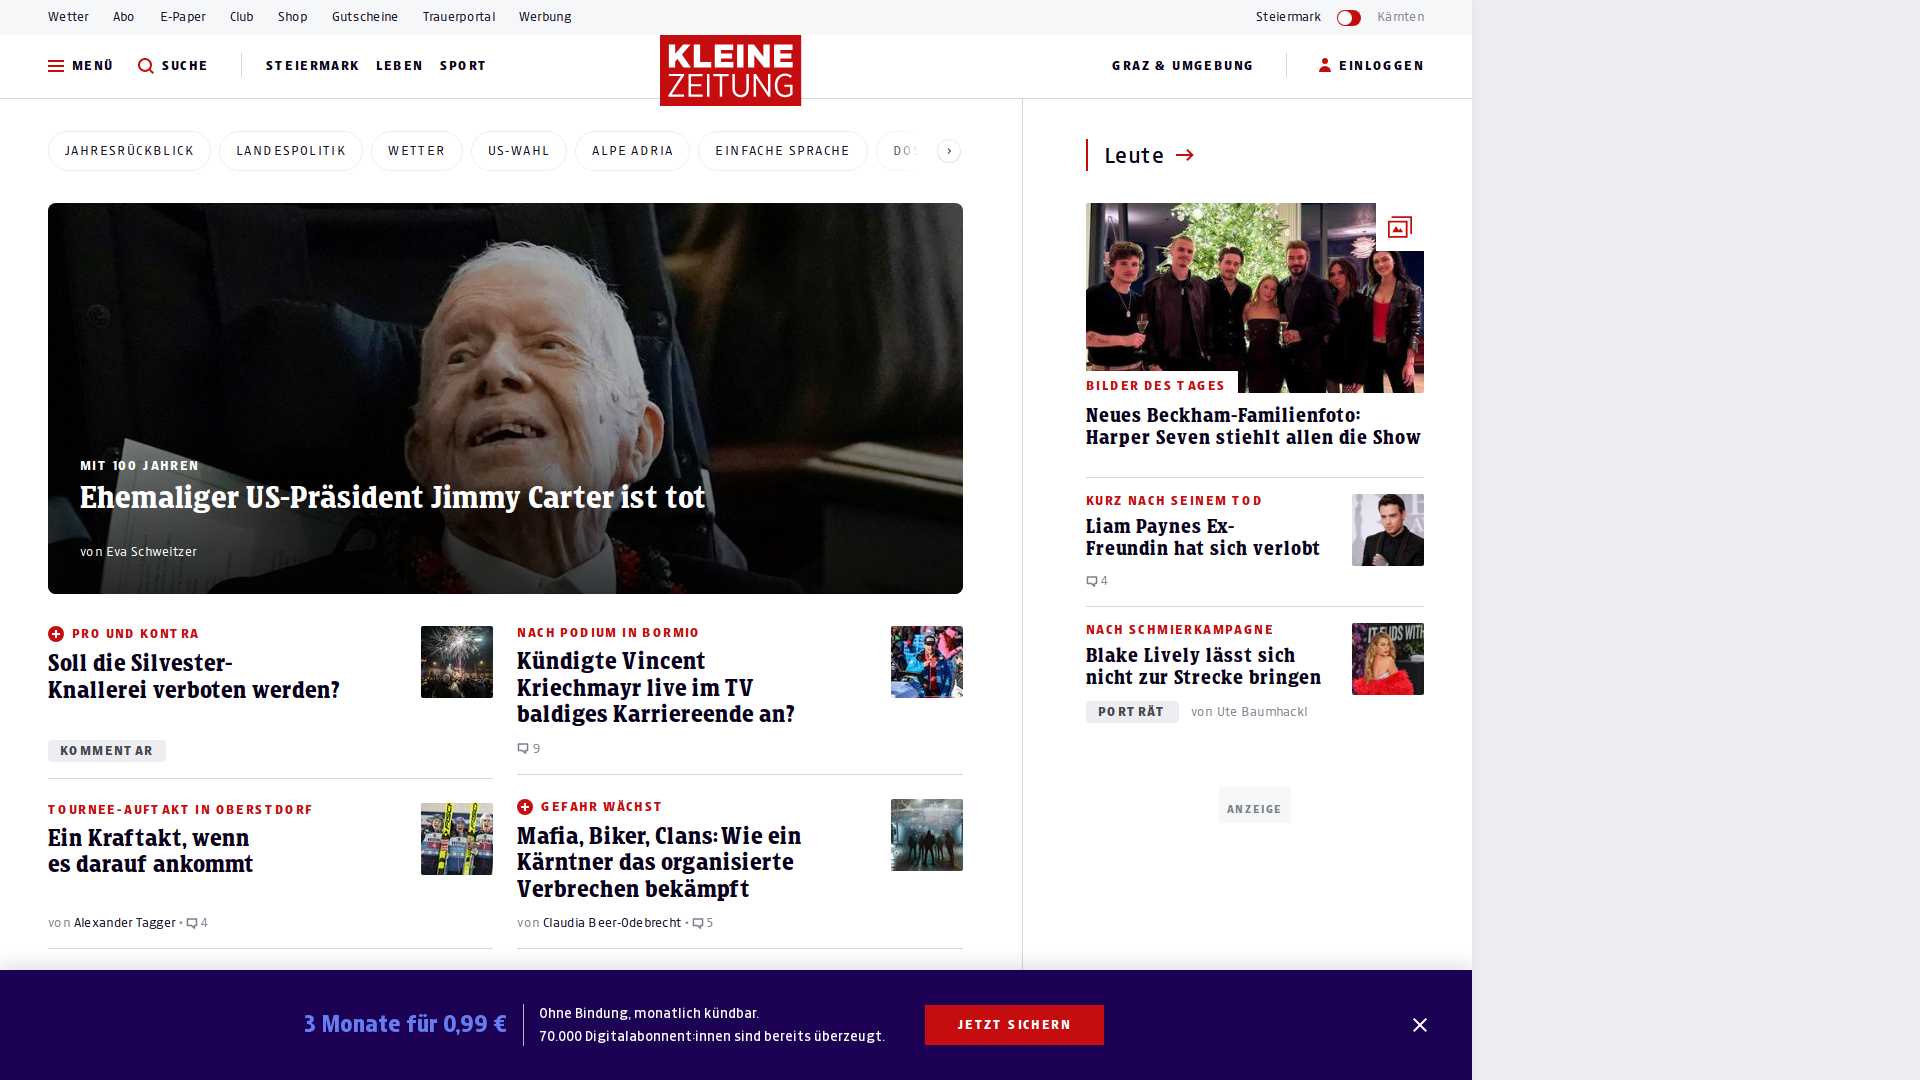 Wetter Abo E-Paper Club Shop Gutscheine Trauerportal Werbung Steiermark Kärnten
MENÜ SUCHE STEIERMARK LEBEN SPORT KLEINE ZEITUNG GRAZ & UMGEBUNG EINLOGGEN
JAHRESRÜCKBLICK LANDESPOLITIK WETTER US-WAHL ALPE ADRIA EINFACHE SPRACHE
MIT 100 JAHREN
Ehemaliger US-Präsident Jimmy Carter ist tot
von Eva Schweitzer
PRO UND KONTRA
Soll die Silvester-
Knallerei verboten werden?
KOMMENTAR
NACH PODIUM IN BORMIO
Kündigte Vincent
Kriechmayr live im TV
baldiges Karriereende an?
9
TOURNEE-AUFTAKT IN OBERSTDORF
Ein Kraftakt, wenn
es darauf ankommt
von Alexander Tagger • 4
GEFAHR WÄCHST
Mafia, Biker, Clans: Wie ein
Kärntner das organisierte
Verbrechen bekämpft
von Claudia Beer-Odebrecht • 5
Leute
BILDER DES TAGES
Neues Beckham-Familienfoto:
Harper Seven stiehlt allen die Show
KURZ NACH SEINEM TOD
Liam Paynes Ex-
Freundin hat sich verlobt
4
NACH SCHMIERKAMPAGNE
Blake Lively lässt sich
nicht zur Strecke bringen
PORTRÄT von Ute Baumhackl
IT ENDS WITH
ANZEIGE
3 Monate für 0,99 €
Ohne Bindung, monatlich kündbar.
70.000 Digitalabonnent:innen sind bereits überzeugt.
JETZT SICHERN